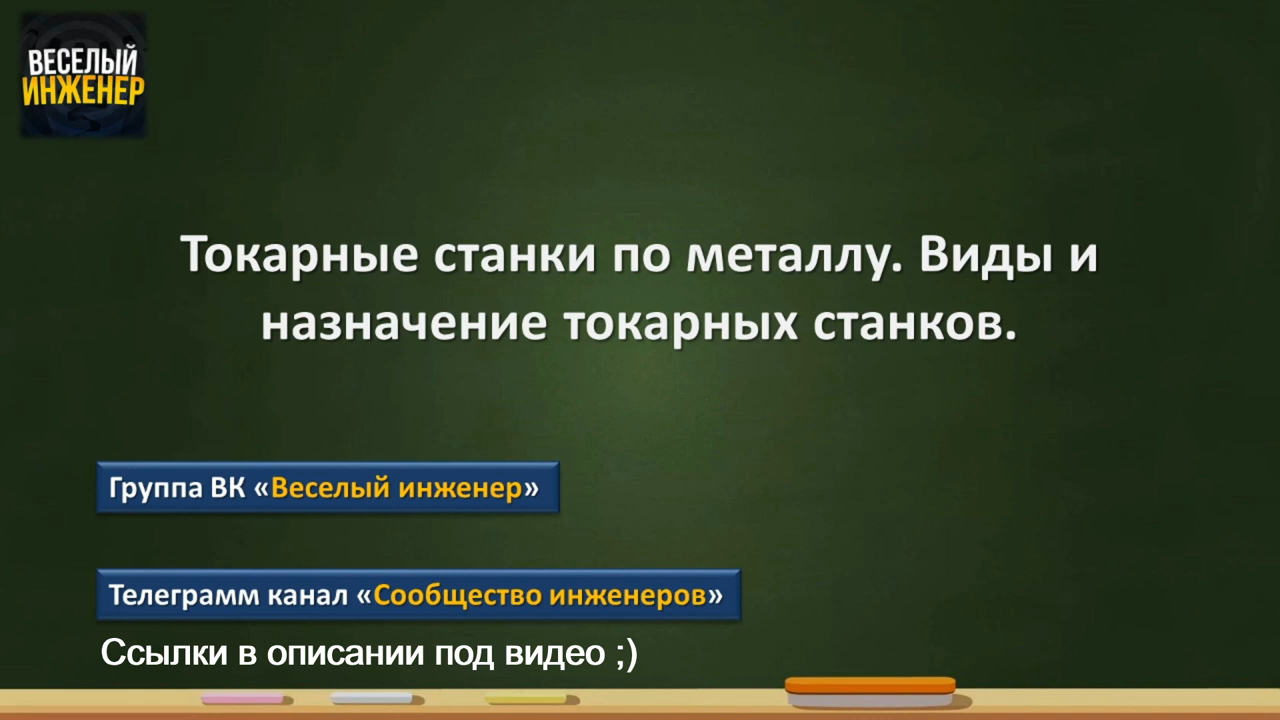 ВЕСЕЛЫЙ
ИНЖЕНЕР
Токарные станки по металлу. Виды и
назначение токарных станков.
Группа ВК «Веселый инженер»
Телеграмм канал «Сообщество инженеров»
Ссылки в описании под видео ;)